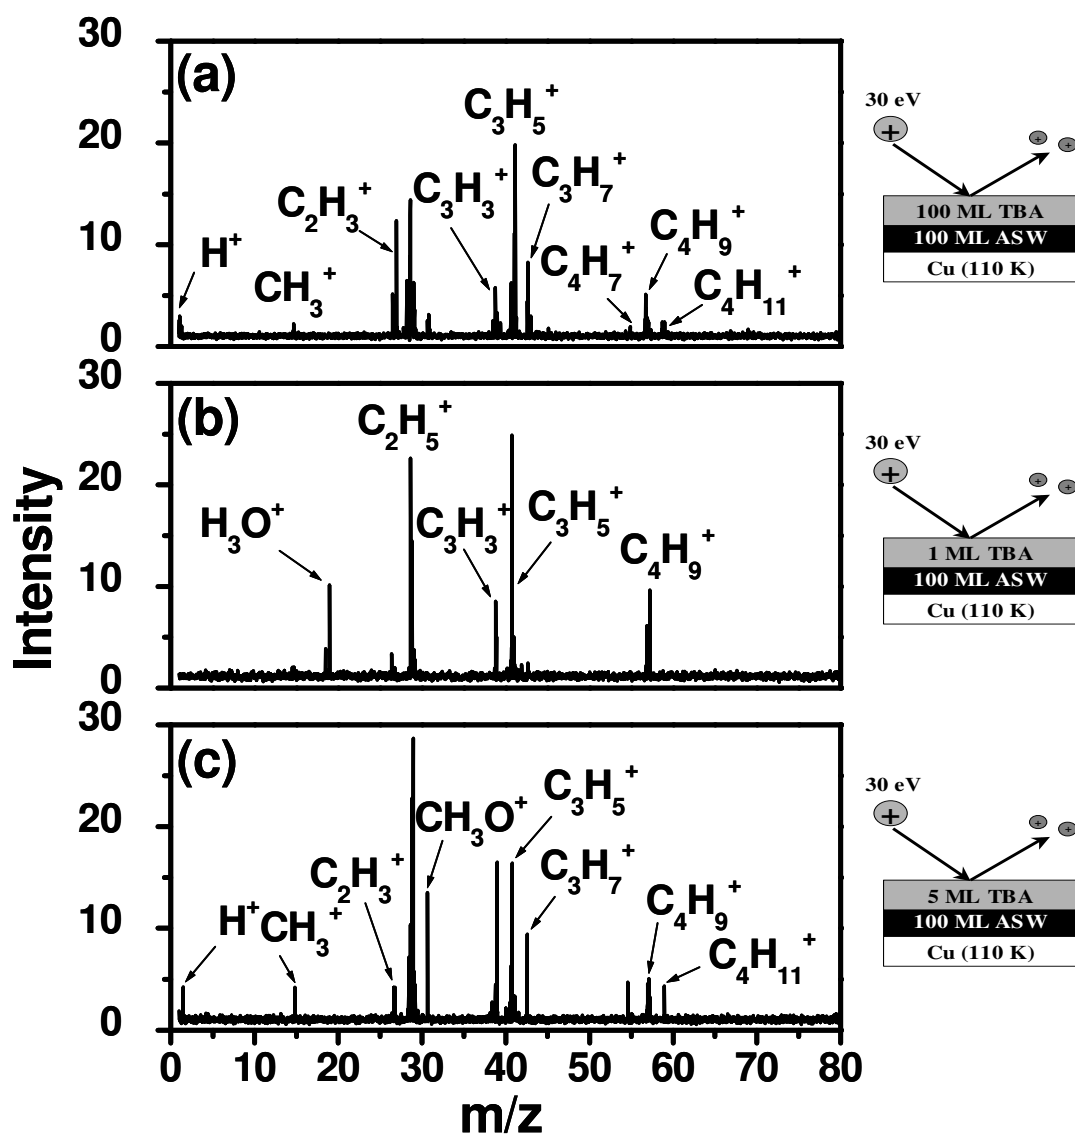 Intensity
30
20
10
0
(a)
H⁺
CH₃⁺
C₂H₃⁺
C₃H₃⁺
C₃H₅⁺
C₃H₇⁺
C₄H₇⁺
C₄H₉⁺
C₄H₁₁⁺
30 eV
+
+
+
100 ML TBA
100 ML ASW
Cu (110 K)
30
20
10
0
(b)
H₃O⁺
C₂H₅⁺
C₃H₃⁺
C₃H₅⁺
C₄H₉⁺
30 eV
+
+
+
1 ML TBA
100 ML ASW
Cu (110 K)
30
20
10
0
(c)
H⁺
CH₃⁺
C₂H₃⁺
CH₃O⁺
C₃H₅⁺
C₃H₇⁺
C₄H₉⁺
C₄H₁₁⁺
30 eV
+
+
+
5 ML TBA
100 ML ASW
Cu (110 K)
0 10 20 30 40 50 60 70 80
m/z